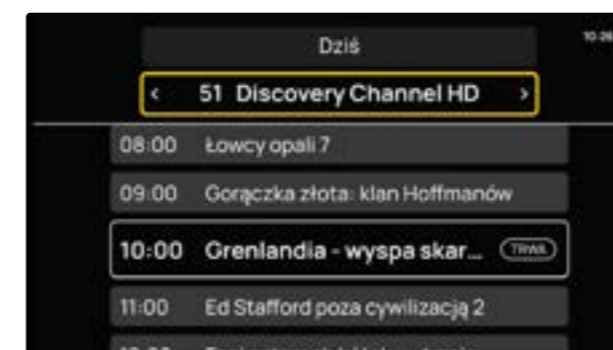 Dziś
10:26
< 51 Discovery Channel HD >
08:00 Łowcy opali 7
09:00 Gorączka złota: klan Hoffmanów
10:00 Grenlandia - wyspa skar... TRWA
11:00 Ed Stafford poza cywilizacją 2